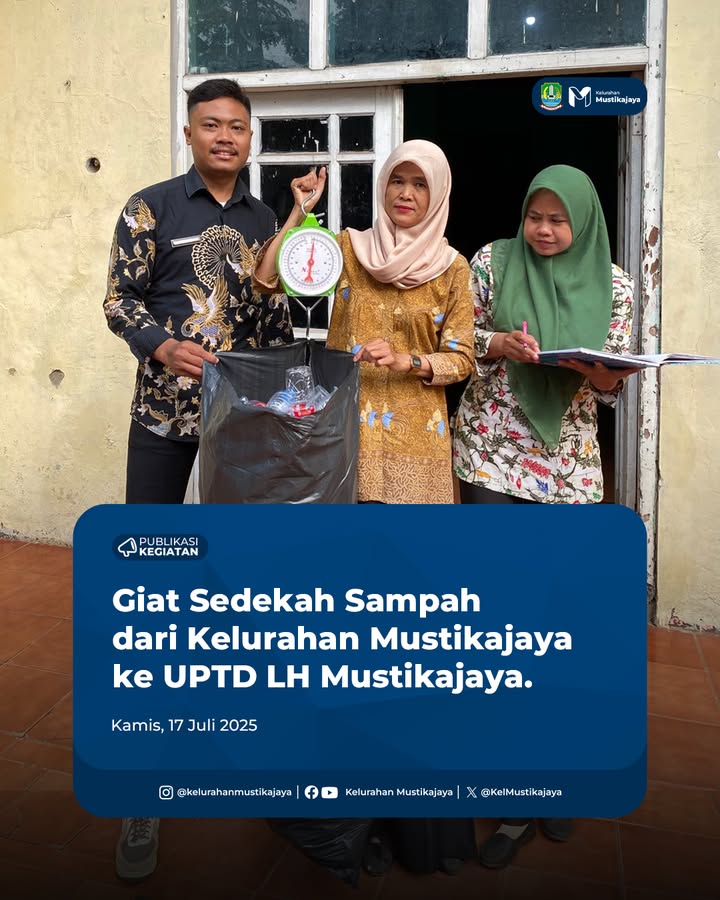 Kelurahan
Mustikajaya
PUBLIKASI
KEGIATAN
Giat Sedekah Sampah
dari Kelurahan Mustikajaya
ke UPTD LH Mustikajaya.
Kamis, 17 Juli 2025
@kelurahanmustikajaya | Kelurahan Mustikajaya | @KelMustikajaya